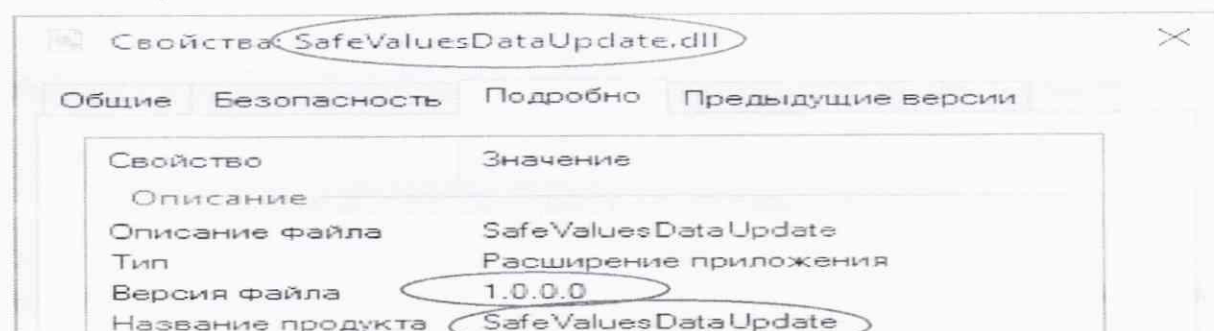 Свойства: SafeValuesDataUpdate.dll
Общие Безопасность Подробно Предыдущие версии
Свойство Значение
Описание
Описание файла SafeValuesDataUpdate
Тип Расширение приложения
Версия файла 1.0.0.0
Название продукта SafeValuesDataUpdate